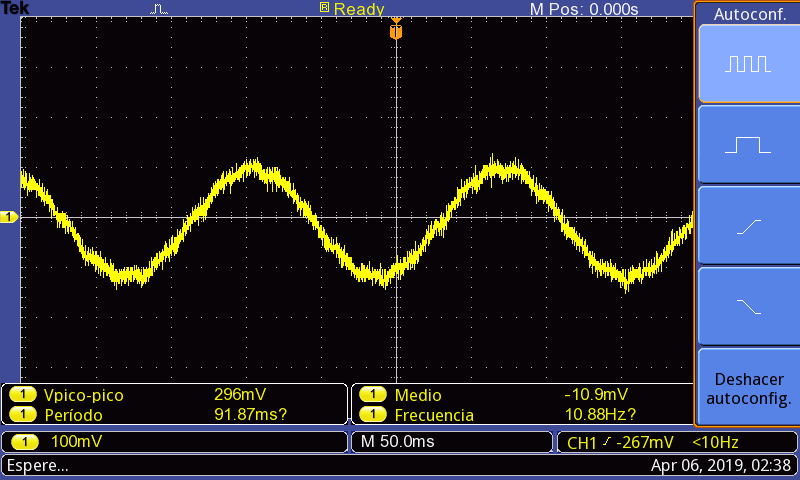 Tek R Ready M Pos: 0.000s
Autoconf.
T
1
Deshacer
autoconfig.
1 Vpico-pico 296mV 1 Medio -10.9mV
1 Período 91.87ms? 1 Frecuencia 10.88Hz?
1 100mV M 50.0ms CH1 -267mV <10Hz
Espere... Apr 06, 2019, 02:38